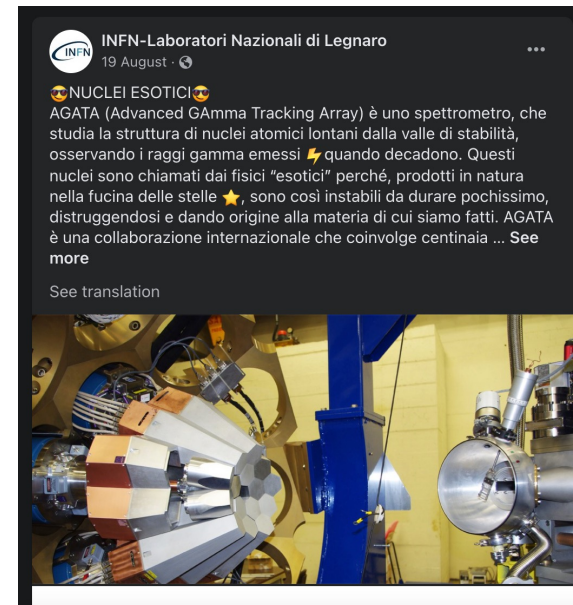 INFN
INFN-Laboratori Nazionali di Legnaro
19 August ·
😎NUCLEI ESOTICI😎
AGATA (Advanced GAmma Tracking Array) è uno spettrometro, che
studia la struttura di nuclei atomici lontani dalla valle di stabilità,
osservando i raggi gamma emessi ⚡quando decadono. Questi
nuclei sono chiamati dai fisici “esotici” perché, prodotti in natura
nella fucina delle stelle ⭐, sono così instabili da durare pochissimo,
distruggendosi e dando origine alla materia di cui siamo fatti. AGATA
è una collaborazione internazionale che coinvolge centinaia ... See
more
See translation